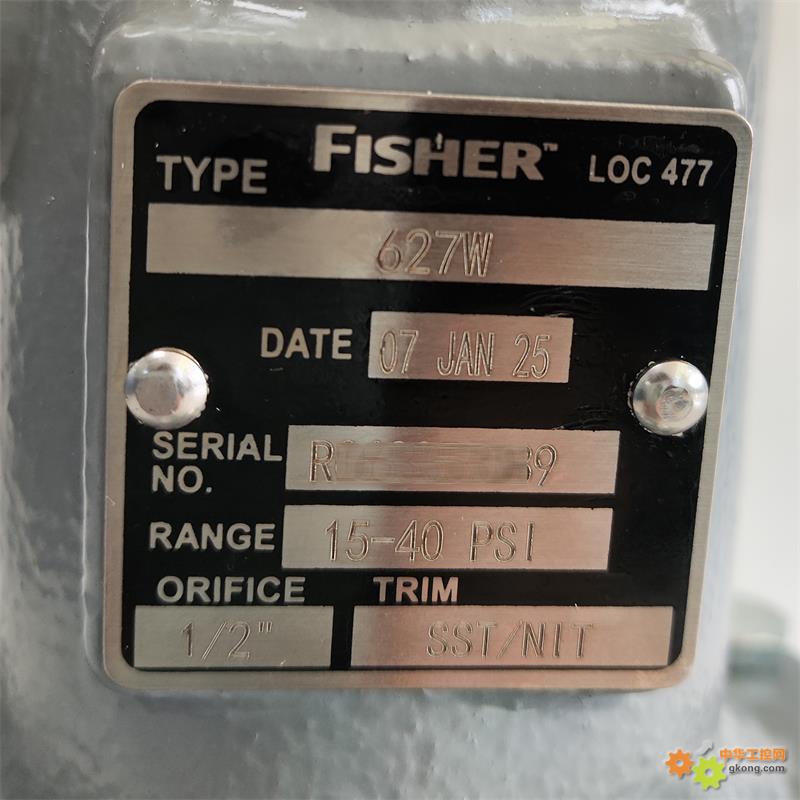 FISHER™
TYPE
LOC 477
627W
DATE 07 JAN 25
SERIAL
NO.
RANGE 15-40 PSI
ORIFICE TRIM
1/2" SST/NIT
中华工控网
gkong.com